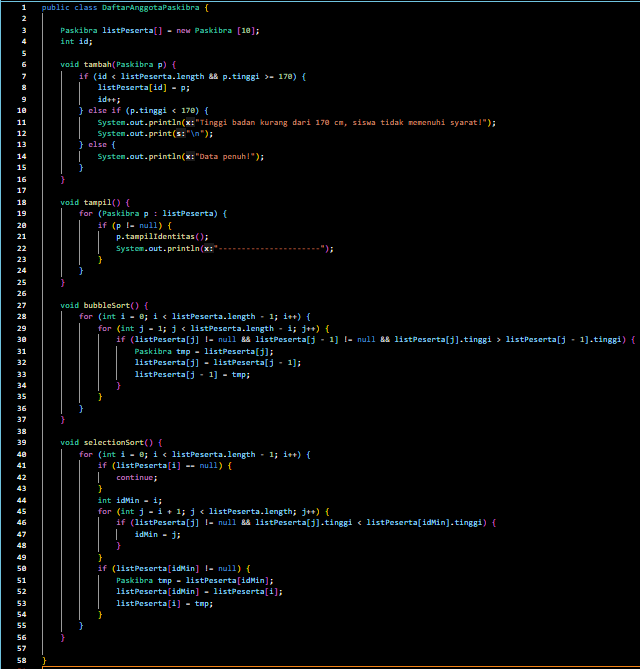 1 public class DaftarAnggotaPaskibra {
2
3     Paskibra listPeserta[] = new Paskibra [10];
4     int id;
5
6     void tambah(Paskibra p) {
7         if (id < listPeserta.length && p.tinggi >= 170) {
8             listPeserta[id] = p;
9             id++;
10         } else if (p.tinggi < 170) {
11             System.out.println(x:"Tinggi badan kurang dari 170 cm, siswa tidak memenuhi syarat!");
12             System.out.print(s:"\n");
13         } else {
14             System.out.println(x:"Data penuh!");
15         }
16     }
17
18     void tampil() {
19         for (Paskibra p : listPeserta) {
20             if (p != null) {
21                 p.tampilIdentitas();
22                 System.out.println(x:"----------------------");
23             }
24         }
25     }
26
27     void bubbleSort() {
28         for (int i = 0; i < listPeserta.length - 1; i++) {
29             for (int j = 1; j < listPeserta.length - i; j++) {
30                 if (listPeserta[j] != null && listPeserta[j - 1] != null && listPeserta[j].tinggi > listPeserta[j - 1].tinggi) {
31                     Paskibra tmp = listPeserta[j];
32                     listPeserta[j] = listPeserta[j - 1];
33                     listPeserta[j - 1] = tmp;
34                 }
35             }
36         }
37     }
38
39     void selectionSort() {
40         for (int i = 0; i < listPeserta.length - 1; i++) {
41             if (listPeserta[i] == null) {
42                 continue;
43             }
44             int idMin = i;
45             for (int j = i + 1; j < listPeserta.length; j++) {
46                 if (listPeserta[j] != null && listPeserta[j].tinggi < listPeserta[idMin].tinggi) {
47                     idMin = j;
48                 }
49             }
50             if (listPeserta[idMin] != null) {
51                 Paskibra tmp = listPeserta[idMin];
52                 listPeserta[idMin] = listPeserta[i];
53                 listPeserta[i] = tmp;
54             }
55         }
56     }
57
58 }